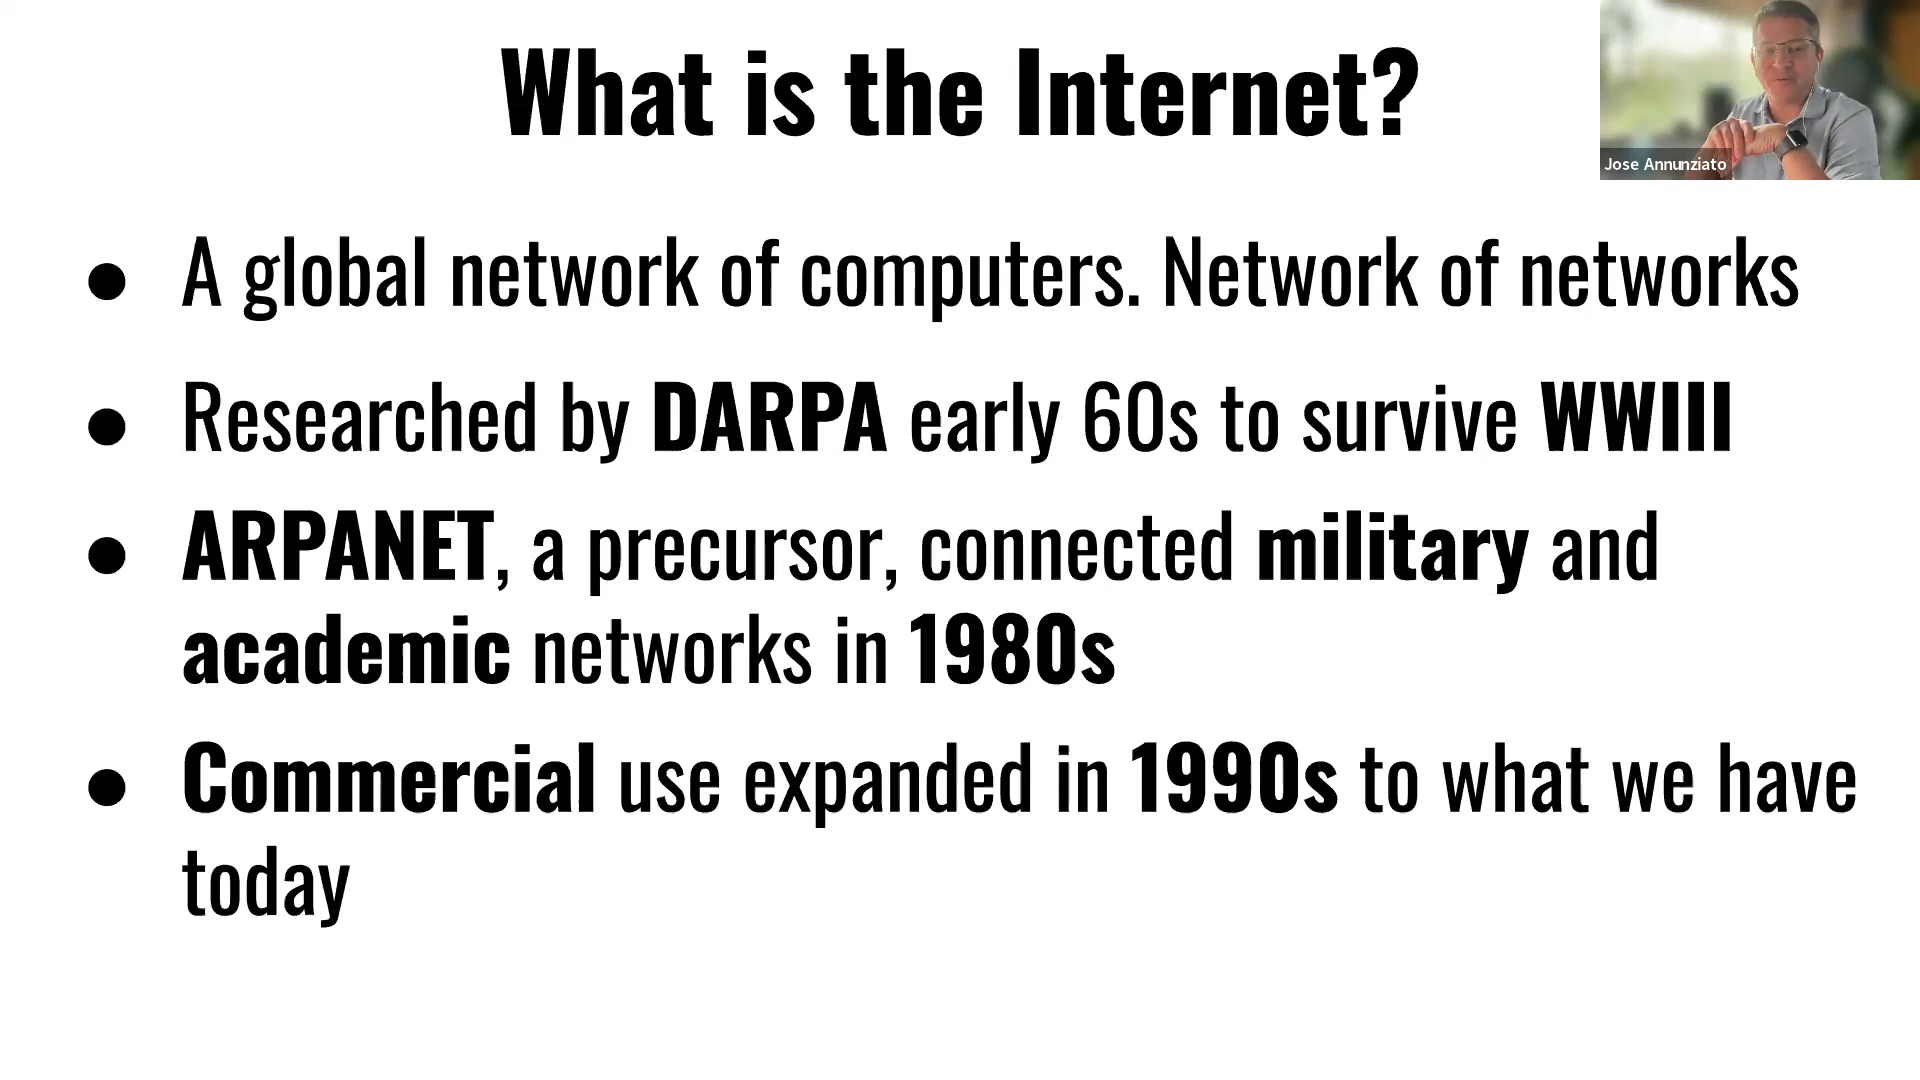 What is the Internet?
Jose Annunziato
● A global network of computers. Network of networks
● Researched by DARPA early 60s to survive WWIII
● ARPANET, a precursor, connected military and
academic networks in 1980s
● Commercial use expanded in 1990s to what we have
today